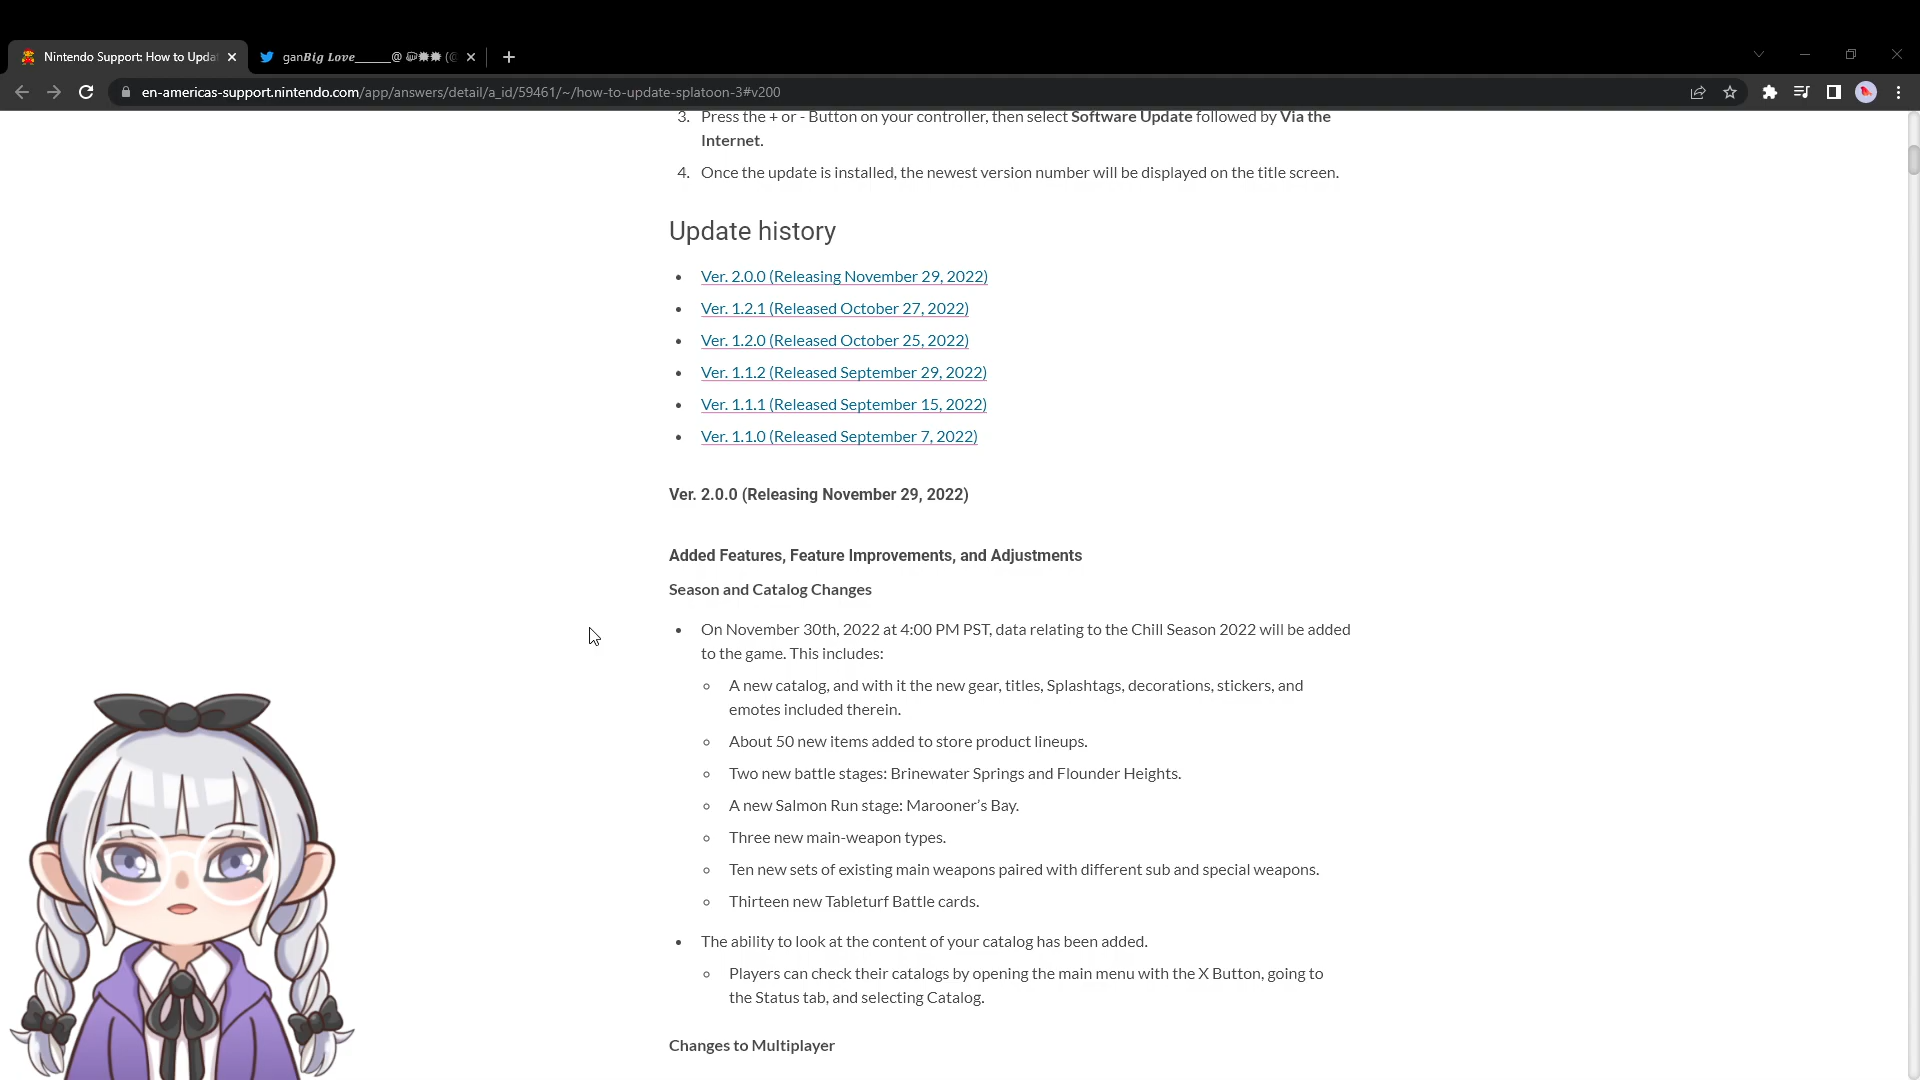 Nintendo Support: How to Upda
ganBig Love______@
en-americas-support.nintendo.com/app/answers/detail/a_id/59461/~/how-to-update-splatoon-3#v200
3. Press the + or - Button on your controller, then select Software Update followed by Via the
Internet.
4. Once the update is installed, the newest version number will be displayed on the title screen.
Update history
• Ver. 2.0.0 (Releasing November 29, 2022)
• Ver. 1.2.1 (Released October 27, 2022)
• Ver. 1.2.0 (Released October 25, 2022)
• Ver. 1.1.2 (Released September 29, 2022)
• Ver. 1.1.1 (Released September 15, 2022)
• Ver. 1.1.0 (Released September 7, 2022)
Ver. 2.0.0 (Releasing November 29, 2022)
Added Features, Feature Improvements, and Adjustments
Season and Catalog Changes
• On November 30th, 2022 at 4:00 PM PST, data relating to the Chill Season 2022 will be added
to the game. This includes:
◦ A new catalog, and with it the new gear, titles, Splashtags, decorations, stickers, and
emotes included therein.
◦ About 50 new items added to store product lineups.
◦ Two new battle stages: Brinewater Springs and Flounder Heights.
◦ A new Salmon Run stage: Marooner’s Bay.
◦ Three new main-weapon types.
◦ Ten new sets of existing main weapons paired with different sub and special weapons.
◦ Thirteen new Tableturf Battle cards.
• The ability to look at the content of your catalog has been added.
◦ Players can check their catalogs by opening the main menu with the X Button, going to
the Status tab, and selecting Catalog.
Changes to Multiplayer